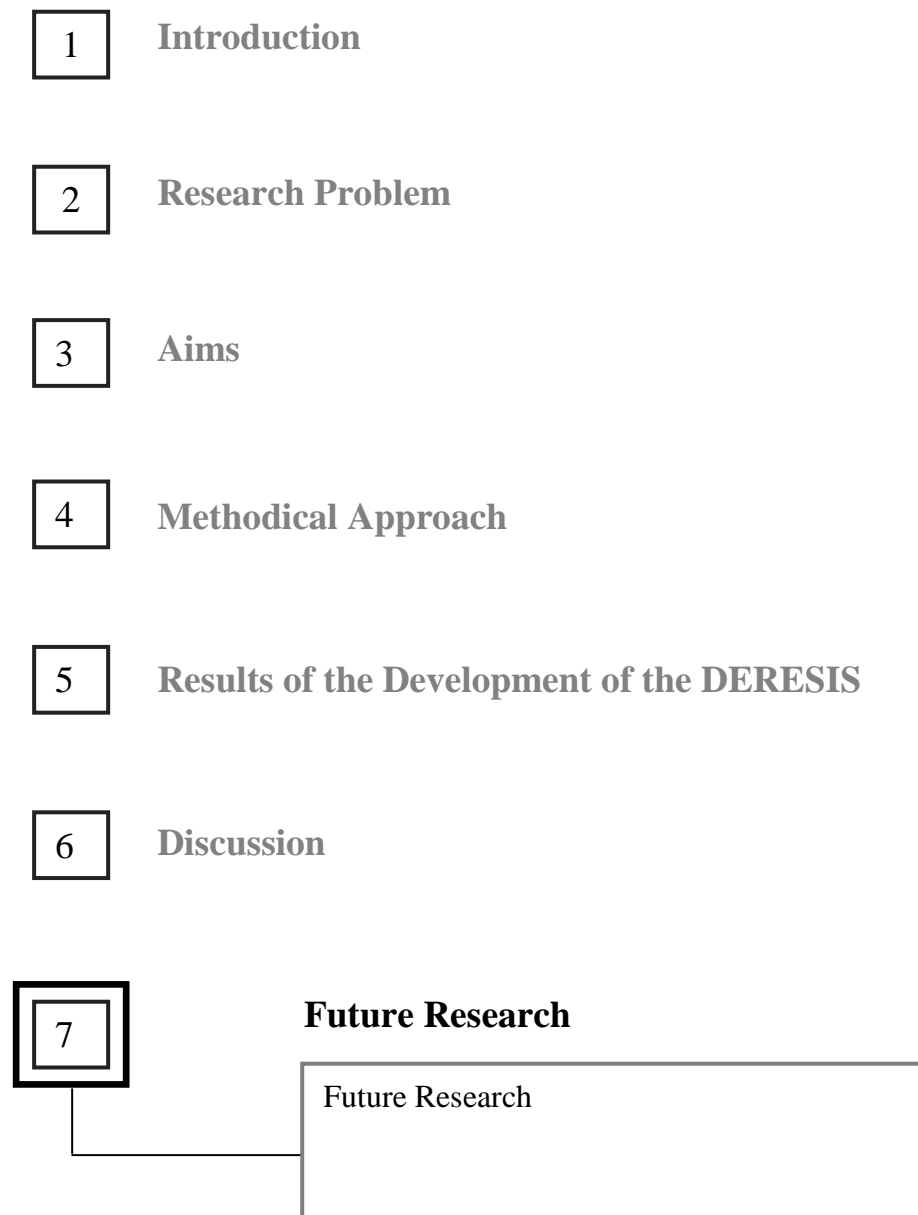 1 Introduction
2 Research Problem
3 Aims
4 Methodical Approach
5 Results of the Development of the DERESIS
6 Discussion
7 Future Research
Future Research